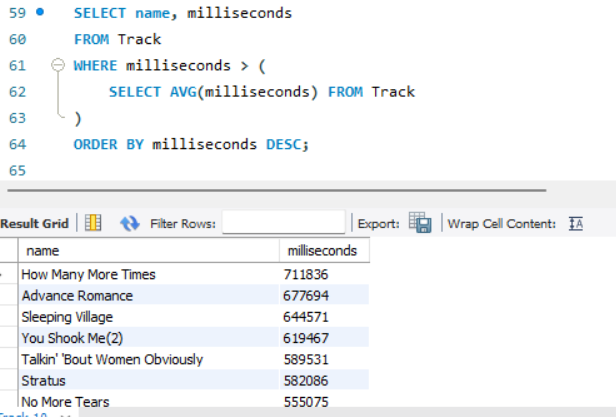 59 SELECT name, milliseconds
60 FROM Track
61 WHERE milliseconds > (
62 SELECT AVG(milliseconds) FROM Track
63 )
64 ORDER BY milliseconds DESC;
65
Result Grid Filter Rows: Export: Wrap Cell Content: IA
name milliseconds
How Many More Times 711836
Advance Romance 677694
Sleeping Village 644571
You Shook Me(2) 619467
Talkin' 'Bout Women Obviously 589531
Stratus 582086
No More Tears 555075